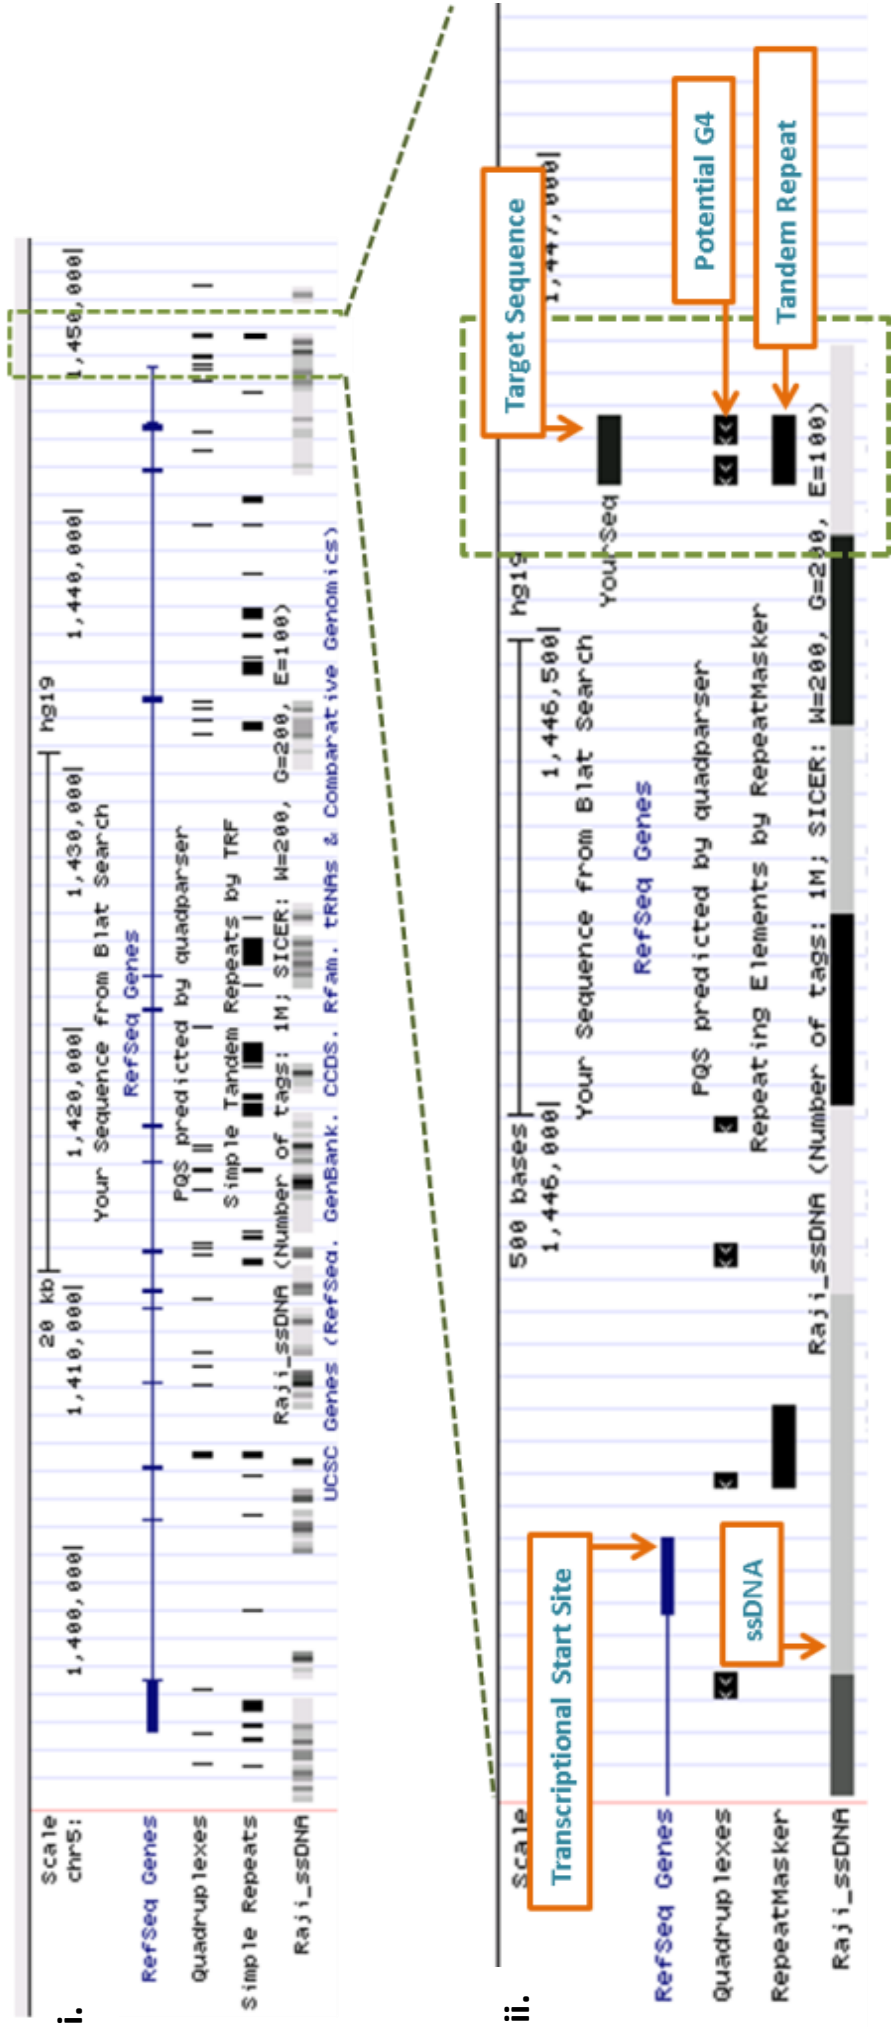 i.
Scale 20 kb hg19
chr5: 1,400,000| 1,410,000| 1,420,000| 1,430,000| 1,440,000| 1,450,000|
Your Sequence from Blat Search
RefSeq Genes
RefSeq Genes
PQS predicted by quadparser
Quadruplexes
Simple Tandem Repeats by TRF
Simple Repeats
Raji_ssDNA (Number of tags: 1M; SICER: W=200, G=200, E=100)
Raji_ssDNA
UCSC Genes (RefSeq, GenBank, CCDS, Rfam, tRNAs & Comparative Genomics)
ii.
Scale 500 bases hg19
1,446,000| 1,446,500| 1,447,000|
Target Sequence
Transcriptional Start Site
Your Sequence from Blat Search
YourSeq
RefSeq Genes
RefSeq Genes
Potential G4
PQS predicted by quadparser
Quadruplexes
ssDNA
Tandem Repeat
Repeating Elements by RepeatMasker
RepeatMasker
Raji_ssDNA (Number of tags: 1M; SICER: W=200, G=200, E=100)
Raji_ssDNA